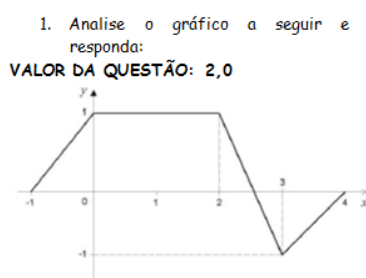 1. Analise o gráfico a seguir e
responda:
VALOR DA QUESTÃO: 2,0
y
1
3
-1 0 1 2 4 x
-1